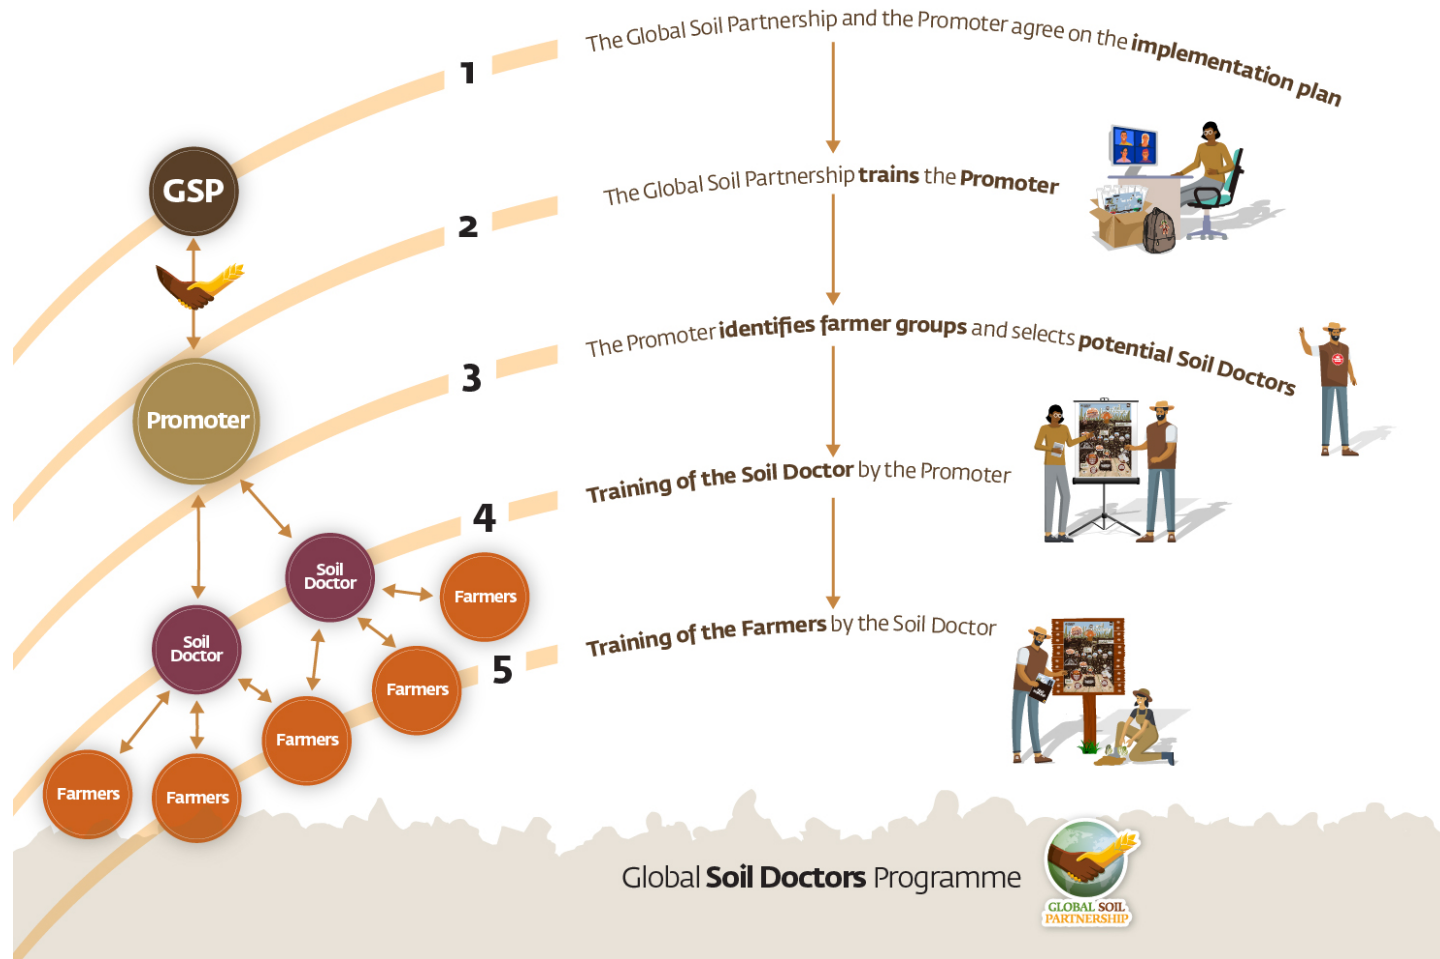 1
The Global Soil Partnership and the Promoter agree on the implementation plan
GSP
2
The Global Soil Partnership trains the Promoter
3
The Promoter identifies farmer groups and selects potential Soil Doctors
Promoter
4
Training of the Soil Doctor by the Promoter
Soil
Doctor
Farmers
Soil
Doctor
5
Training of the Farmers by the Soil Doctor
Farmers
Farmers
Farmers
Farmers
Global Soil Doctors Programme
GLOBAL SOIL
PARTNERSHIP